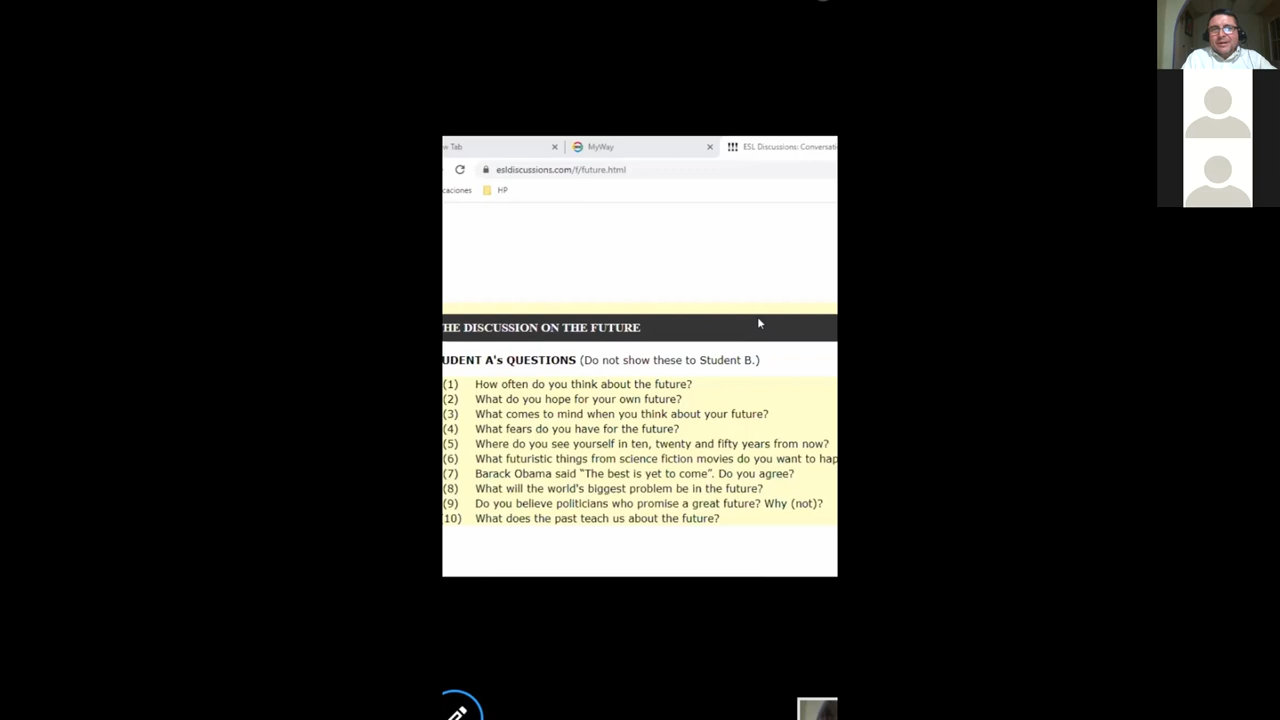 w Tab
MyWay
ESL Discussions: Conversati
esldiscussions.com/f/future.html
caciones
HP
HE DISCUSSION ON THE FUTURE
UDENT A's QUESTIONS (Do not show these to Student B.)
(1) How often do you think about the future?
(2) What do you hope for your own future?
(3) What comes to mind when you think about your future?
(4) What fears do you have for the future?
(5) Where do you see yourself in ten, twenty and fifty years from now?
(6) What futuristic things from science fiction movies do you want to hap
(7) Barack Obama said “The best is yet to come”. Do you agree?
(8) What will the world's biggest problem be in the future?
(9) Do you believe politicians who promise a great future? Why (not)?
10) What does the past teach us about the future?